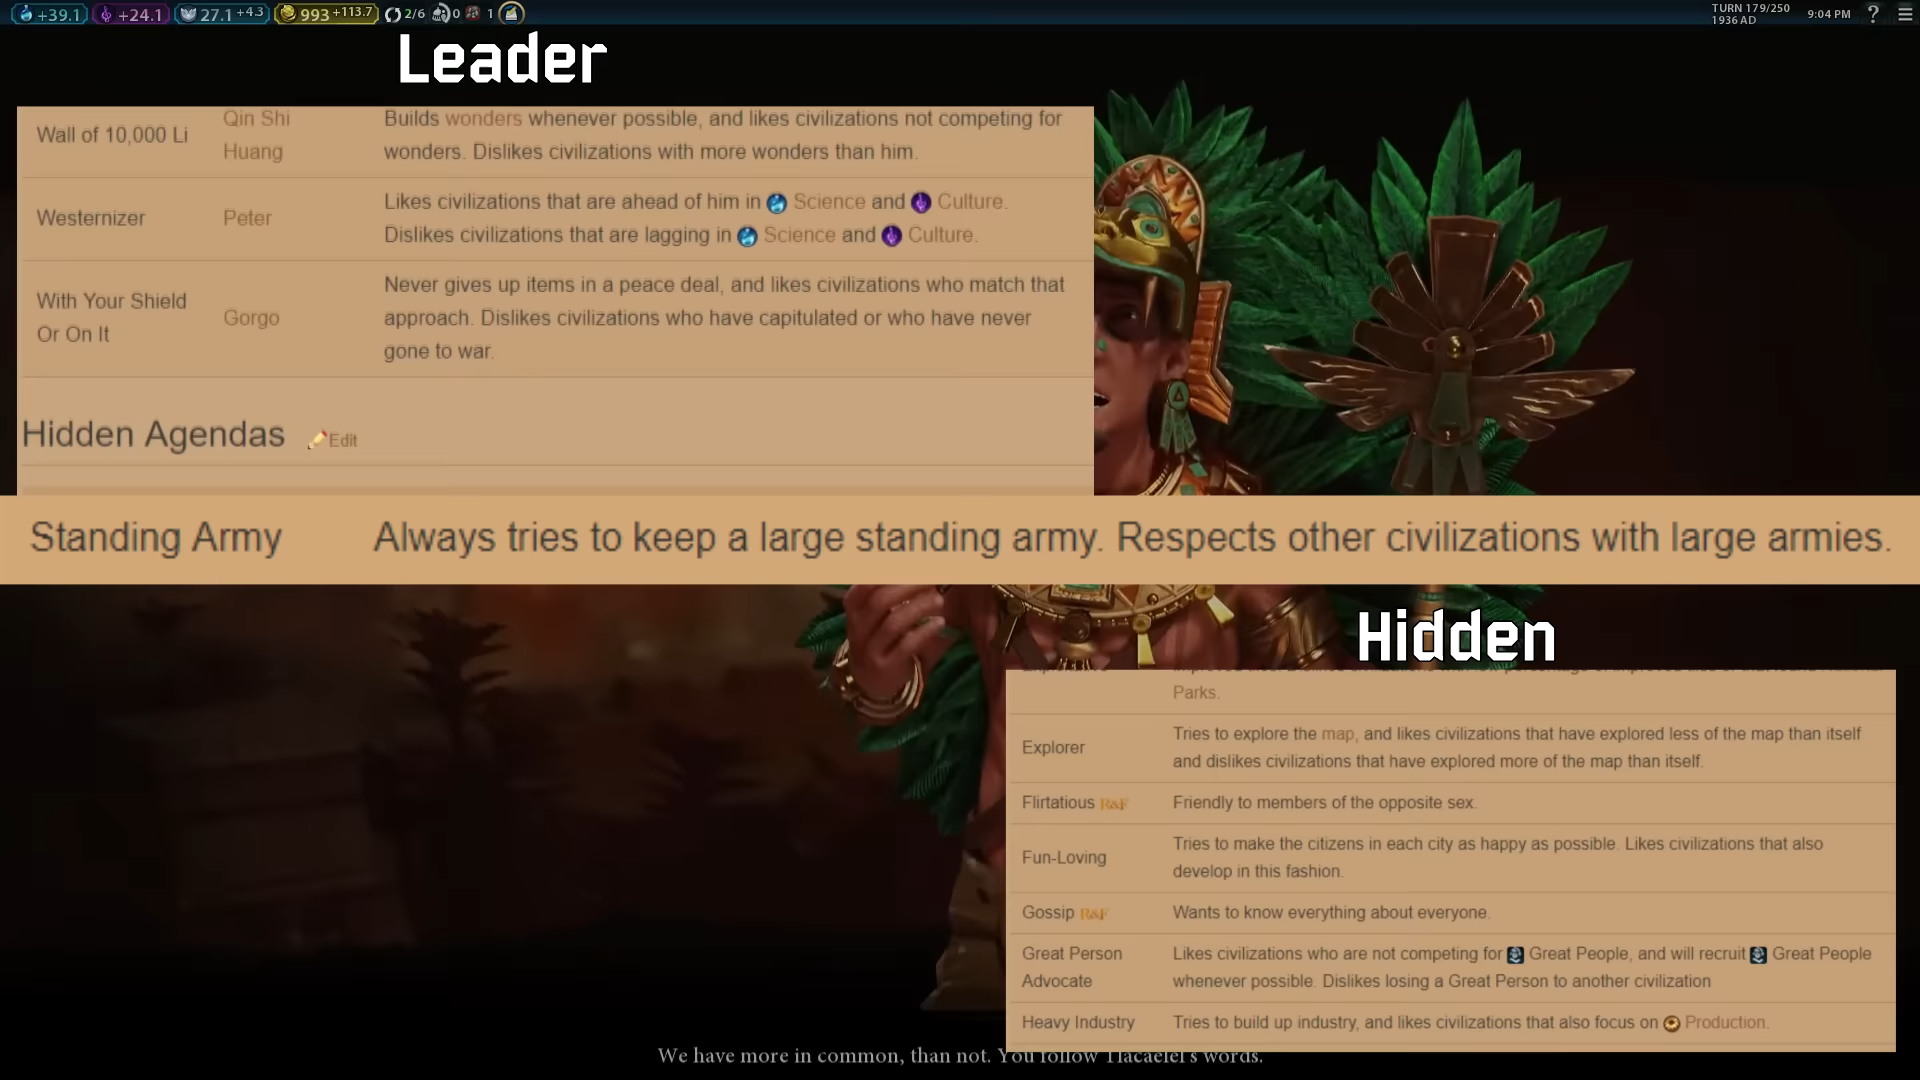 +39.1 +24.1 27.1 +4.3 993 +113.7 2/6 0 1
TURN 179/250
1936 AD
9:04 PM ?
Leader
Wall of 10,000 Li
Qin Shi
Huang
Builds wonders whenever possible, and likes civilizations not competing for
wonders. Dislikes civilizations with more wonders than him.
Westernizer
Peter
Likes civilizations that are ahead of him in Science and Culture.
Dislikes civilizations that are lagging in Science and Culture.
With Your Shield
Or On It
Gorgo
Never gives up items in a peace deal, and likes civilizations who match that
approach. Dislikes civilizations who have capitulated or who have never
gone to war.
Hidden Agendas Edit
Standing Army Always tries to keep a large standing army. Respects other civilizations with large armies.
Hidden
Parks.
Explorer
Tries to explore the map, and likes civilizations that have explored less of the map than itself
and dislikes civilizations that have explored more of the map than itself.
Flirtatious R&F Friendly to members of the opposite sex.
Fun-Loving
Tries to make the citizens in each city as happy as possible. Likes civilizations that also
develop in this fashion.
Gossip R&F Wants to know everything about everyone.
Great Person
Advocate
Likes civilizations who are not competing for Great People, and will recruit Great People
whenever possible. Dislikes losing a Great Person to another civilization
Heavy Industry Tries to build up industry, and likes civilizations that also focus on Production.
We have more in common, than not. You follow Tlacaelel's words.